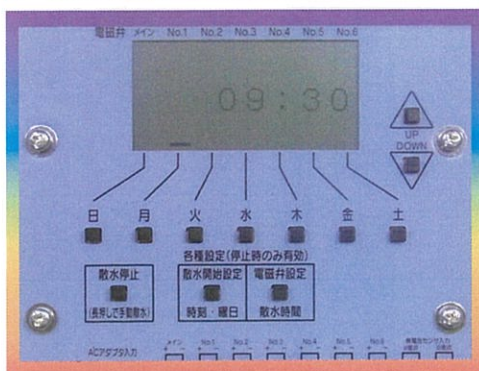 電磁弁 メイン No.1 No.2 No.3 No.4 No.5 No.6
09:30
UP
DOWN
日 月 火 水 木 金 土
各種設定(停止時のみ有効)
散水停止 散水開始設定 電磁弁設定
(長押しで手動散水) 時刻・曜日 散水時間
メイン No.1 No.2 No.3 No.4 No.5 No.6
ACアダプタ入力 + - + - + - + - + - + - + -